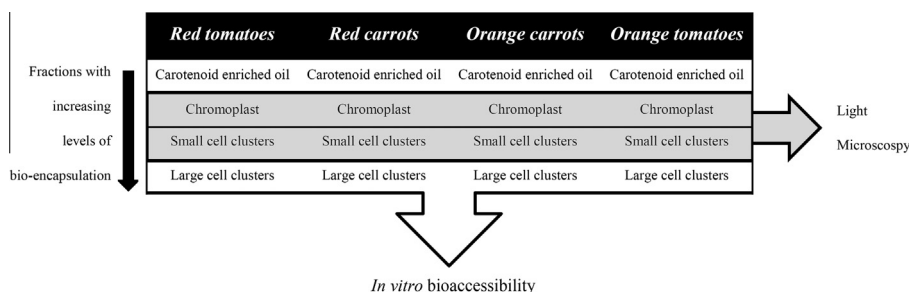 Red tomatoes Red carrots Orange carrots Orange tomatoes
Fractions with Carotenoid enriched oil Carotenoid enriched oil Carotenoid enriched oil Carotenoid enriched oil
increasing Chromoplast Chromoplast Chromoplast Chromoplast Light
levels of Small cell clusters Small cell clusters Small cell clusters Small cell clusters Microscospy
bio-encapsulation Large cell clusters Large cell clusters Large cell clusters Large cell clusters
In vitro bioaccessibility